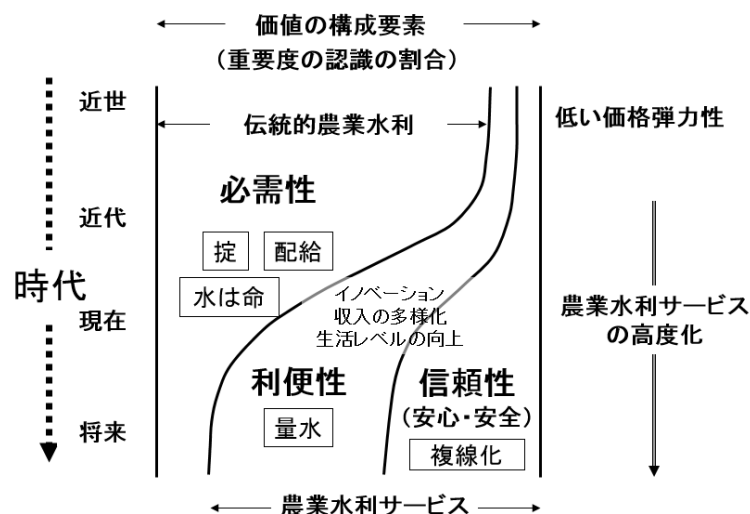 価値の構成要素
(重要度の認識の割合)
近世
伝統的農業水利
低い価格弾力性
必需性
近代
掟
配給
時代
水は命
イノベーション
収入の多様化
生活レベルの向上
現在
農業水利サービス
の高度化
利便性
信頼性
(安心・安全)
量水
将来
複線化
農業水利サービス